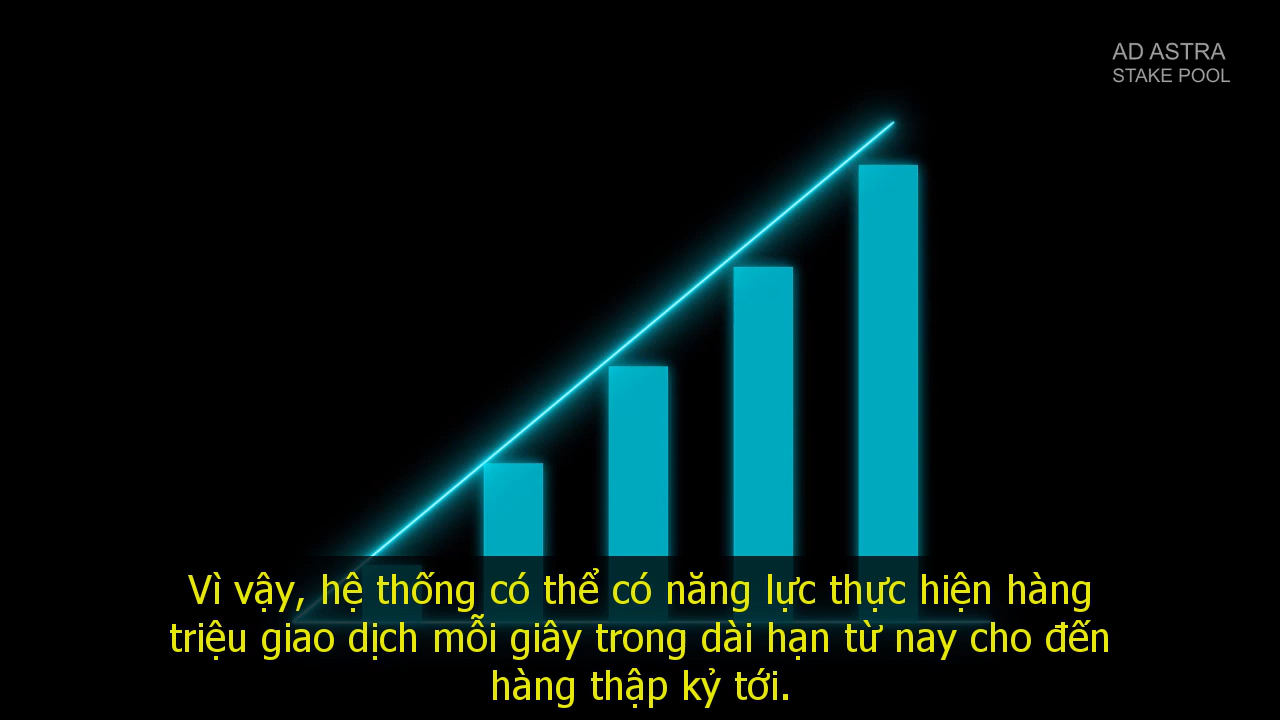 AD ASTRA
STAKE POOL
Vì vậy, hệ thống có thể có năng lực thực hiện hàng
triệu giao dịch mỗi giây trong dài hạn từ nay cho đến
hàng thập kỷ tới.